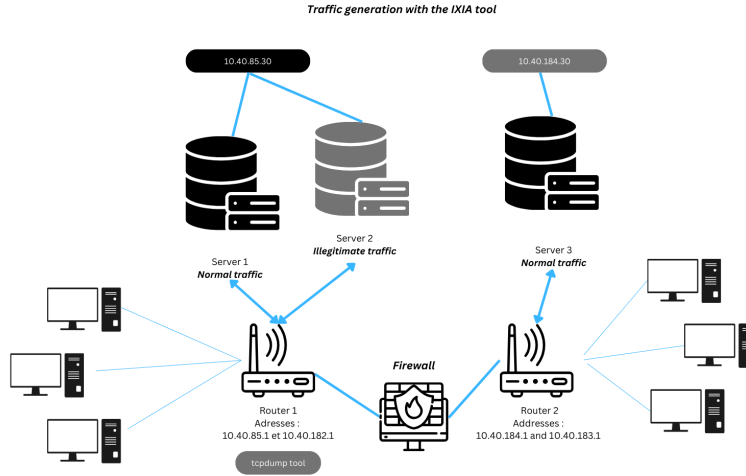 Traffic generation with the IXIA tool
10.40.85.30
10.40.184.30
Server 1
Normal traffic
Server 2
Illegitimate traffic
Server 3
Normal traffic
Firewall
Router 1
Adresses :
10.40.85.1 et 10.40.182.1
Router 2
Addresses :
10.40.184.1 and 10.40.183.1
tcpdump tool